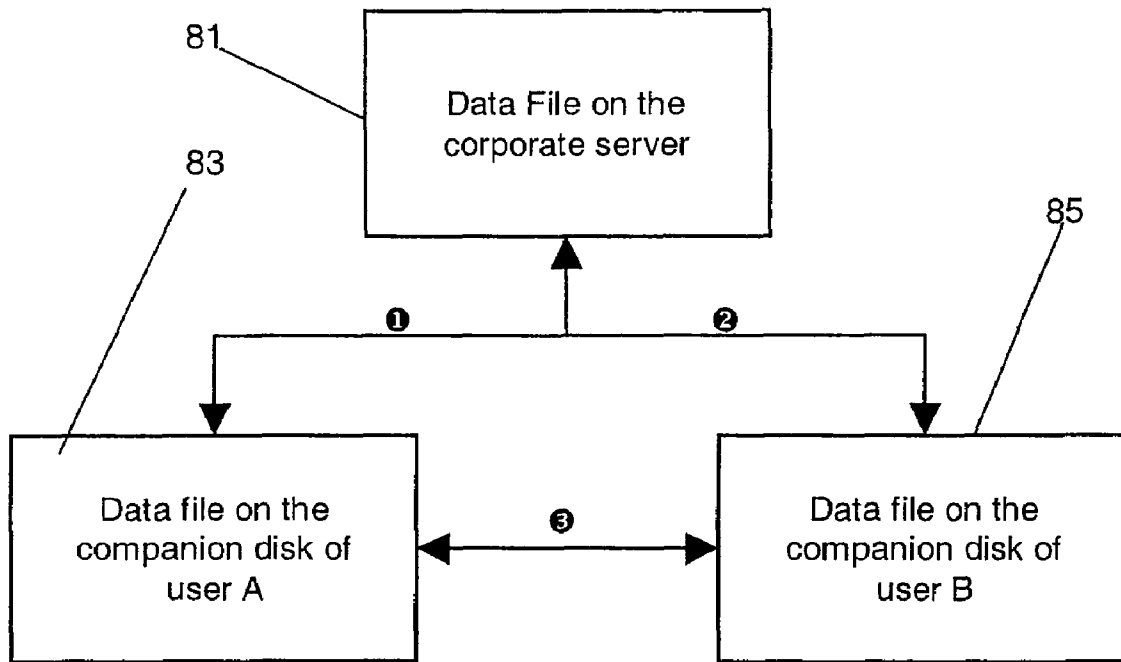 81
Data File on the
corporate server
83
85
❶
❷
Data file on the
companion disk of
user A
❸
Data file on the
companion disk of
user B